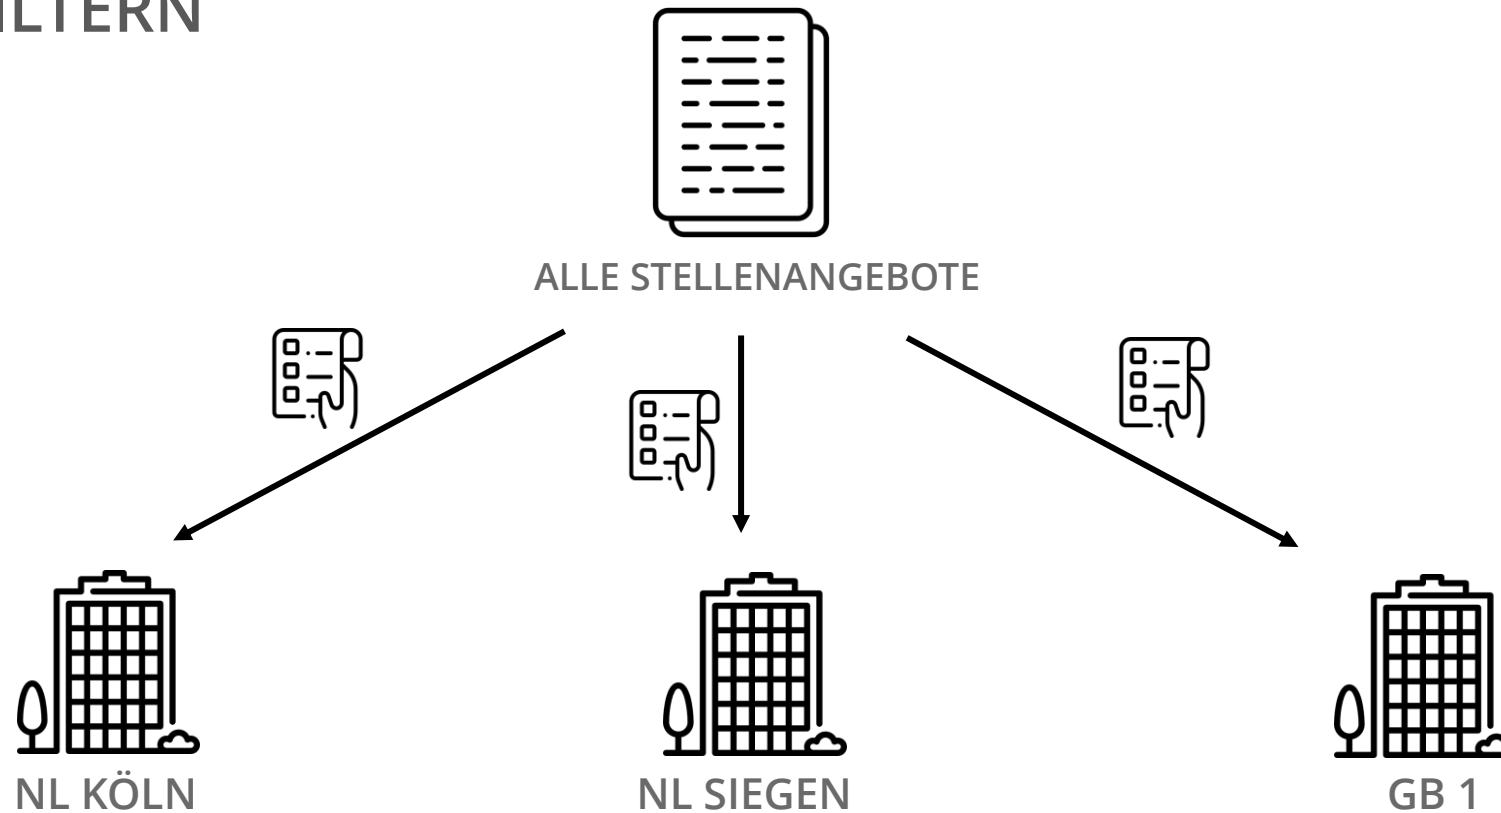 ILTERN
ALLE STELLENANGEBOTE
NL KÖLN
NL SIEGEN
GB 1